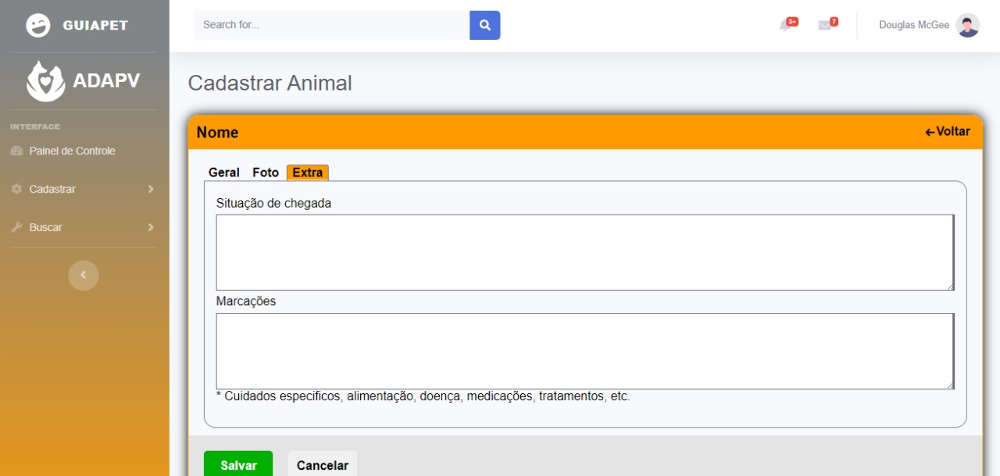 GUIAPET
Search for...
3+
7
Douglas McGee
ADAPV
INTERFACE
Painel de Controle
Cadastrar
Buscar
Cadastrar Animal
Nome
←Voltar
Geral Foto Extra
Situação de chegada
Marcações
* Cuidados especificos, alimentação, doença, medicações, tratamentos, etc.
Salvar
Cancelar